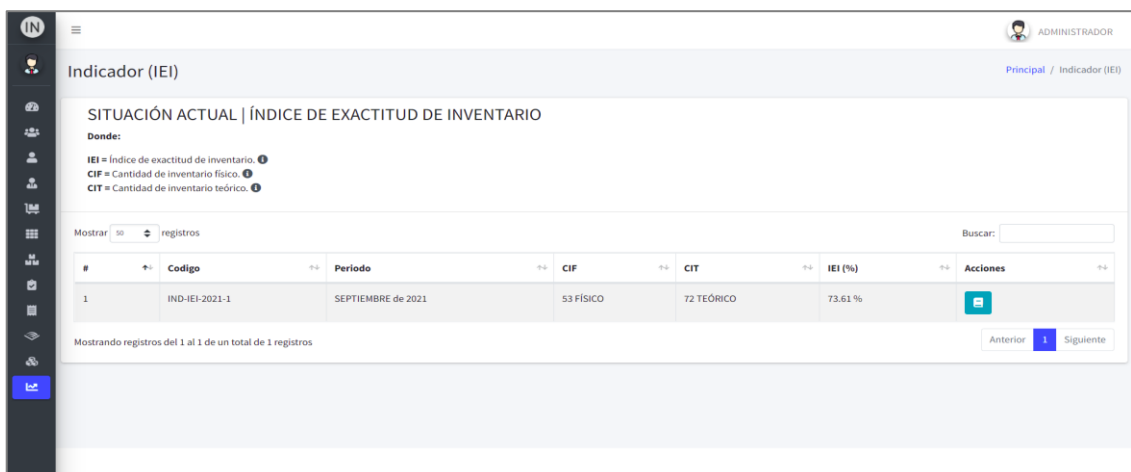 IN
ADMINISTRADOR
Indicador (IEI)
Principal / Indicador (IEI)
SITUACIÓN ACTUAL | ÍNDICE DE EXACTITUD DE INVENTARIO
Donde:
IEI = Índice de exactitud de inventario.
CIF = Cantidad de inventario físico.
CIT = Cantidad de inventario teórico.
Mostrar 50 registros
Buscar:
# Codigo Periodo CIF CIT IEI (%) Acciones
1 IND-IEI-2021-1 SEPTIEMBRE de 2021 53 FÍSICO 72 TEÓRICO 73.61 %
Mostrando registros del 1 al 1 de un total de 1 registros
Anterior 1 Siguiente